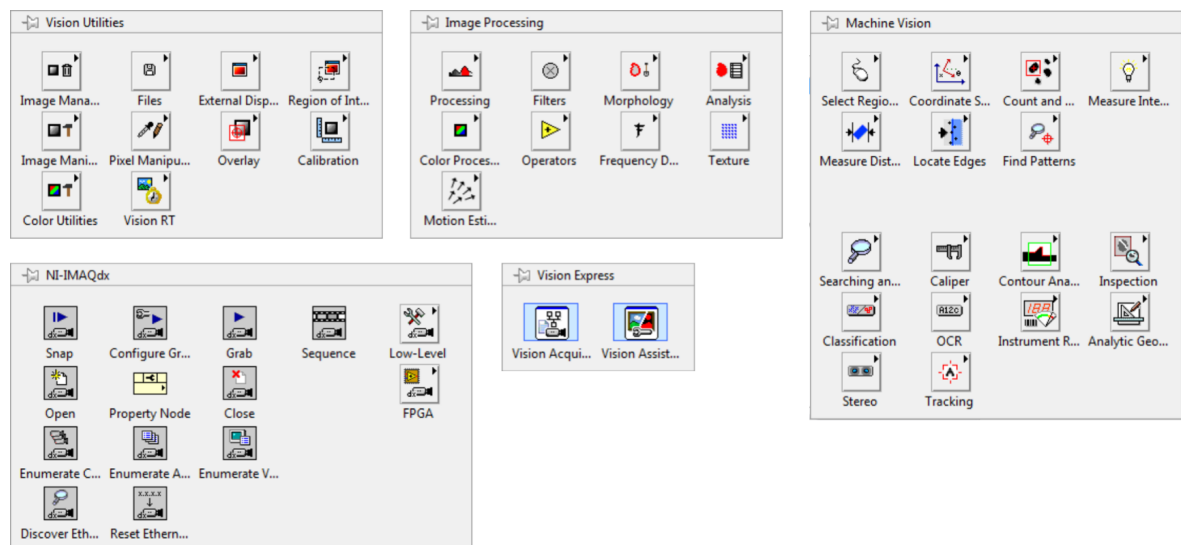 Vision Utilities
Image Mana... Files External Disp... Region of Int...
Image Mani... Pixel Manipu... Overlay Calibration
Color Utilities Vision RT
Image Processing
Processing Filters Morphology Analysis
Color Proces... Operators Frequency D... Texture
Motion Esti...
Machine Vision
Select Regio... Coordinate S... Count and ... Measure Inte...
Measure Dist... Locate Edges Find Patterns
Searching an... Caliper Contour Ana... Inspection
Classification OCR Instrument R... Analytic Geo...
Stereo Tracking
NI-IMAQdx
Snap Configure Gr... Grab Sequence Low-Level
Open Property Node Close FPGA
Enumerate C... Enumerate A... Enumerate V...
X.X.X.X
Discover Eth... Reset Ethern...
Vision Express
Vision Acqui... Vision Assist...